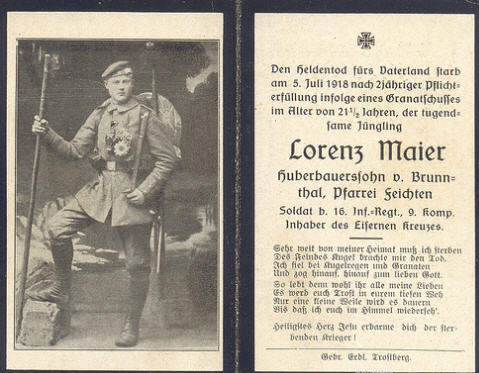 Den Heldentod fürs Vaterland starb
am 5. Juli 1918 nach 2jähriger Pflicht-
erfüllung infolge eines Granatschusses
im Alter von 21½ Jahren, der tugend-
same Jüngling
Lorenz Maier
Huberbauerssohn v. Brunn-
thal, Pfarrei Feichten
Soldat b. 16. Inf.-Regt., 9. Komp.
Inhaber des Eisernen Kreuzes.
Sehr weit von meiner Heimat muß ich sterben
Des Feindes Kugel brachte mir den Tod.
Ich fiel bei Kugelregen und Granaten
Und zog hinauf, hinauf zum lieben Gott.
So lebt denn wohl ihr alle meine Lieben
Es werd euch Trost in eurem tiefen Weh
Nur eine kleine Weile wird es dauern
Bis daß ich euch im Himmel wiederseh'.
Heiligstes Herz Jesu erbarme dich der ster-
benden Krieger!
Gebr. Erdl, Trostberg.